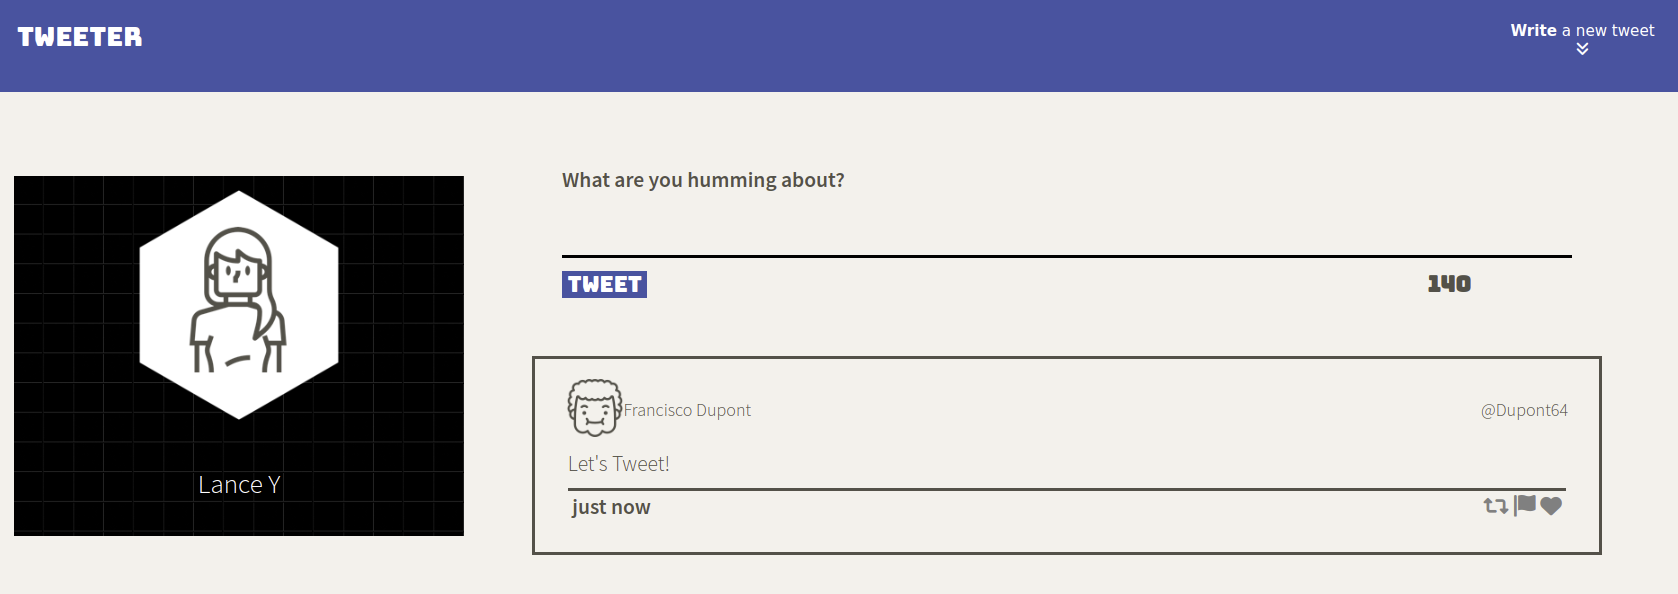 TWEETER
Write a new tweet
What are you humming about?
TWEET
140
Lance Y
Francisco Dupont
@Dupont64
Let's Tweet!
just now